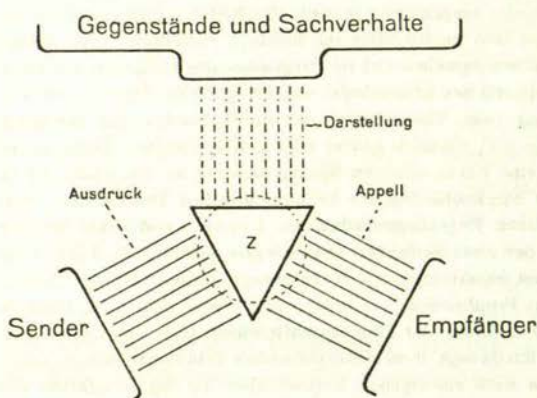 Gegenstände und Sachverhalte
Darstellung
Ausdruck
Appell
Z
Sender
Empfänger